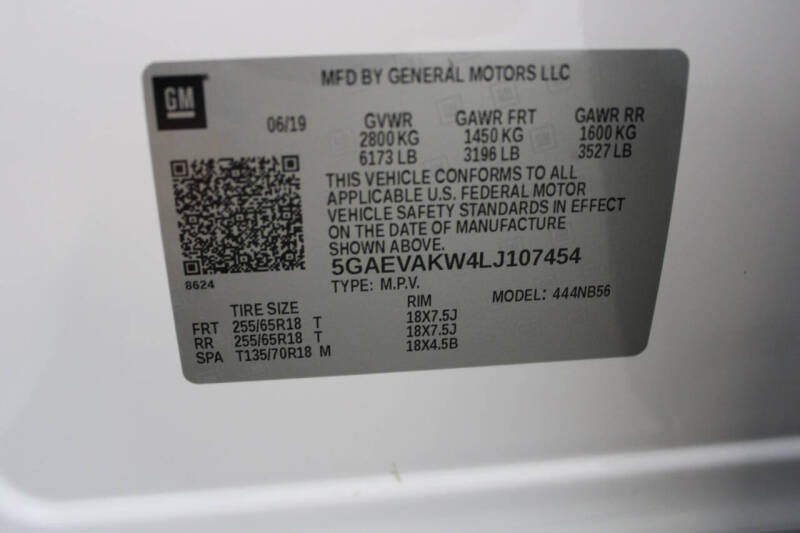 MFD BY GENERAL MOTORS LLC
GM
06/19 GVWR GAWR FRT GAWR RR
2800 KG 1450 KG 1600 KG
6173 LB 3196 LB 3527 LB
THIS VEHICLE CONFORMS TO ALL
APPLICABLE U.S. FEDERAL MOTOR
VEHICLE SAFETY STANDARDS IN EFFECT
ON THE DATE OF MANUFACTURE
SHOWN ABOVE.
5GAEVAKW4LJ107454
8624
TYPE: M.P.V. MODEL: 444NB56
TIRE SIZE RIM
FRT 255/65R18 T 18X7.5J
RR 255/65R18 T 18X7.5J
SPA T135/70R18 M 18X4.5B